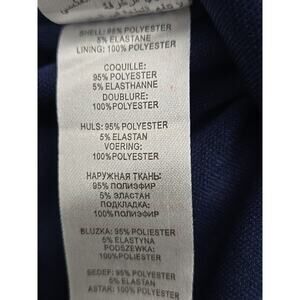 SHELL: 95% POLYESTER
5% ELASTANE
LINING: 100% POLYESTER
COQUILLE:
95% POLYESTER
5% ELASTHANNE
DOUBLURE:
100%POLYESTER
HULS: 95% POLYESTER
5% ELASTAN
VOERING:
100% POLYESTER
НАРУЖНАЯ ТКАНЬ:
95% ПОЛИЭФИР
5% ЭЛАСТАН
ПОДКЛАДКА:
100% ПОЛИЭФИР
BLUZKA: 95% POLIESTER
5% ELASTYNA
PODSZEWKA:
100% POLIESTER
BEDEF: 95% POLYESTER
5% ELASTAN
ASTAR: 100% POLYESTER